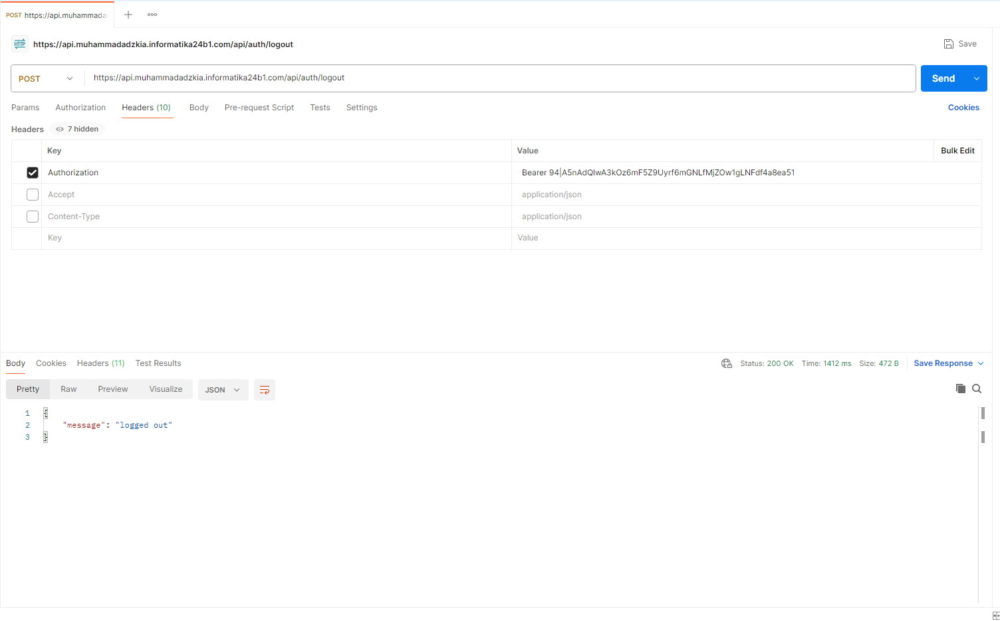 POST https://api.muhammada
HTTP https://api.muhammadadzkia.informatika24b1.com/api/auth/logout
Save
POST https://api.muhammadadzkia.informatika24b1.com/api/auth/logout Send
Params Authorization Headers (10) Body Pre-request Script Tests Settings Cookies
Headers 7 hidden
Key Value Bulk Edit
Authorization Bearer 94|A5nAdQIwA3kOz6mF5Z9Uyrf6mGNLfMjZOw1gLNFdf4a8ea51
Accept application/json
Content-Type application/json
Key Value
Body Cookies Headers (11) Test Results Status: 200 OK Time: 1412 ms Size: 472 B Save Response
Pretty Raw Preview Visualize JSON
1 {
2 "message": "logged out"
3 }